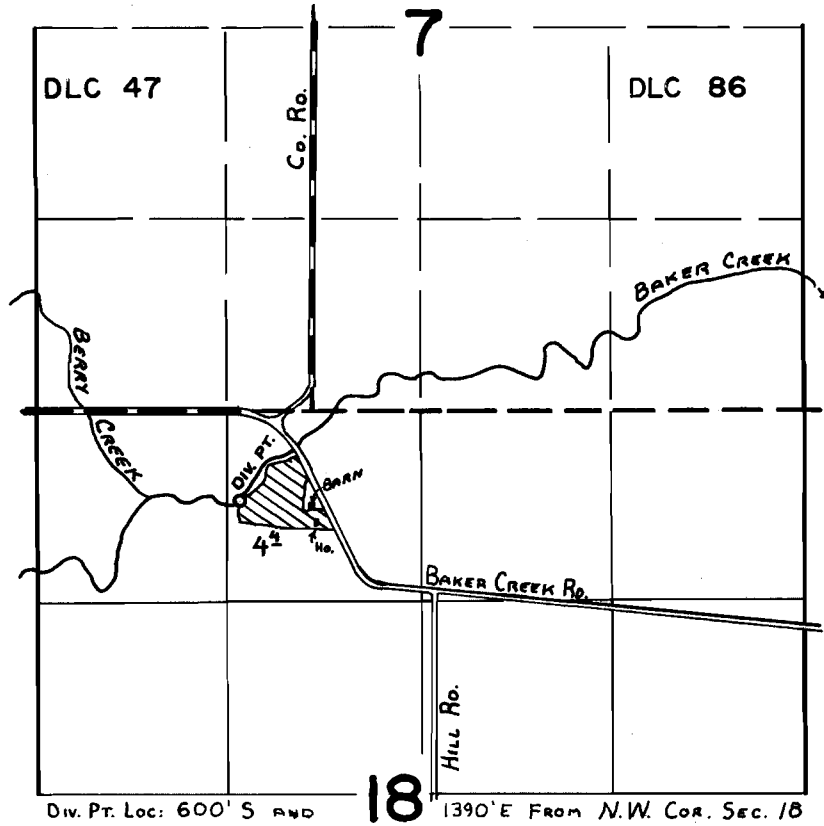 7
DLC 47
DLC 86
Co. Ro.
BAKER CREEK
BERRY
CREEK
DIV. PT.
BARN
4 4
Ho.
BAKER CREEK RD.
HILL RD.
18
DIV. PT. LOC: 600' S AND 1390' E FROM N.W. COR. SEC. 18